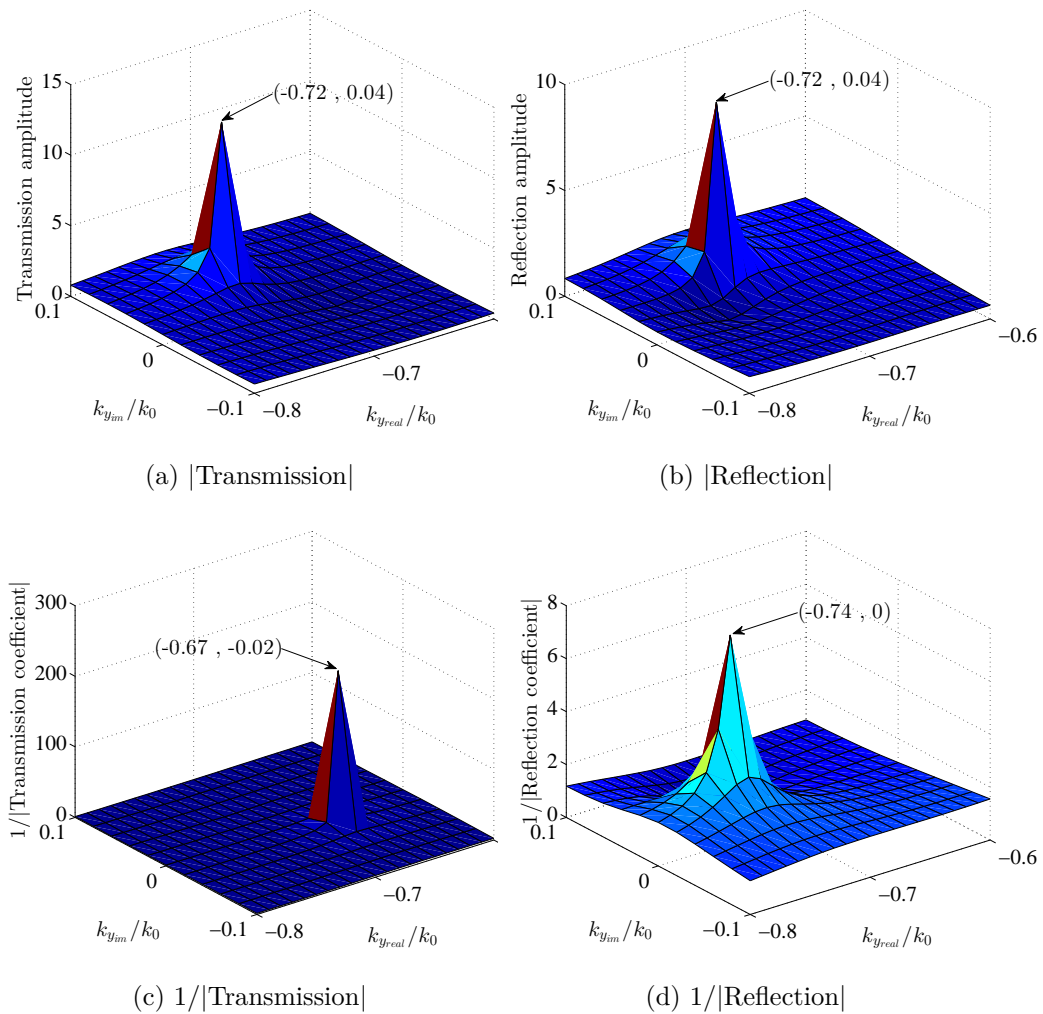 15
10
5
0
Transmission amplitude
(-0.72 , 0.04)
0.1
0
−0.1
−0.8
−0.7
k_{y_{im}}/k_0
k_{y_{real}}/k_0
(a) |Transmission|
10
5
0
Reflection amplitude
(-0.72 , 0.04)
0.1
0
−0.1
−0.8
−0.7
−0.6
k_{y_{im}}/k_0
k_{y_{real}}/k_0
(b) |Reflection|
300
200
100
0
1/|Transmission coefficient|
(-0.67 , -0.02)
0.1
0
−0.1
−0.8
−0.7
k_{y_{im}}/k_0
k_{y_{real}}/k_0
(c) 1/|Transmission|
8
6
4
2
0
1/|Reflection coefficient|
(-0.74 , 0)
0.1
0
−0.1
−0.8
−0.7
−0.6
k_{y_{im}}/k_0
k_{y_{real}}/k_0
(d) 1/|Reflection|